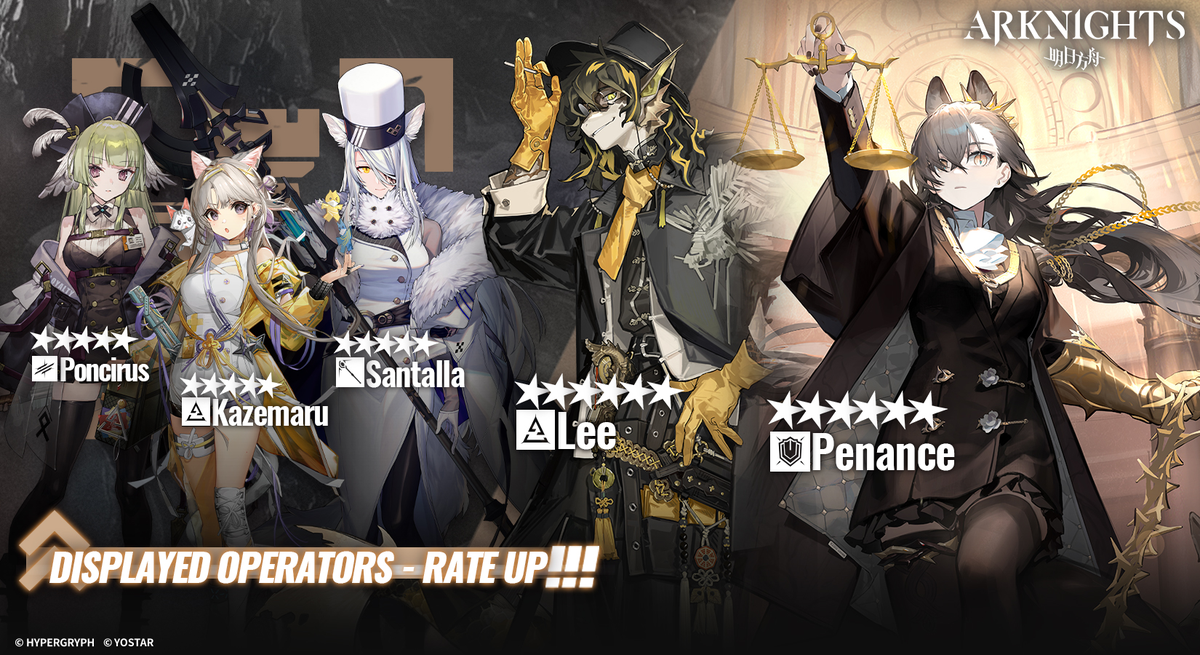 ARKNIGHTS
明日方舟
Poncirus
Kazemaru
Santalla
Lee
Penance
DISPLAYED OPERATORS - RATE UP!!!
© HYPERGRYPH © YOSTAR